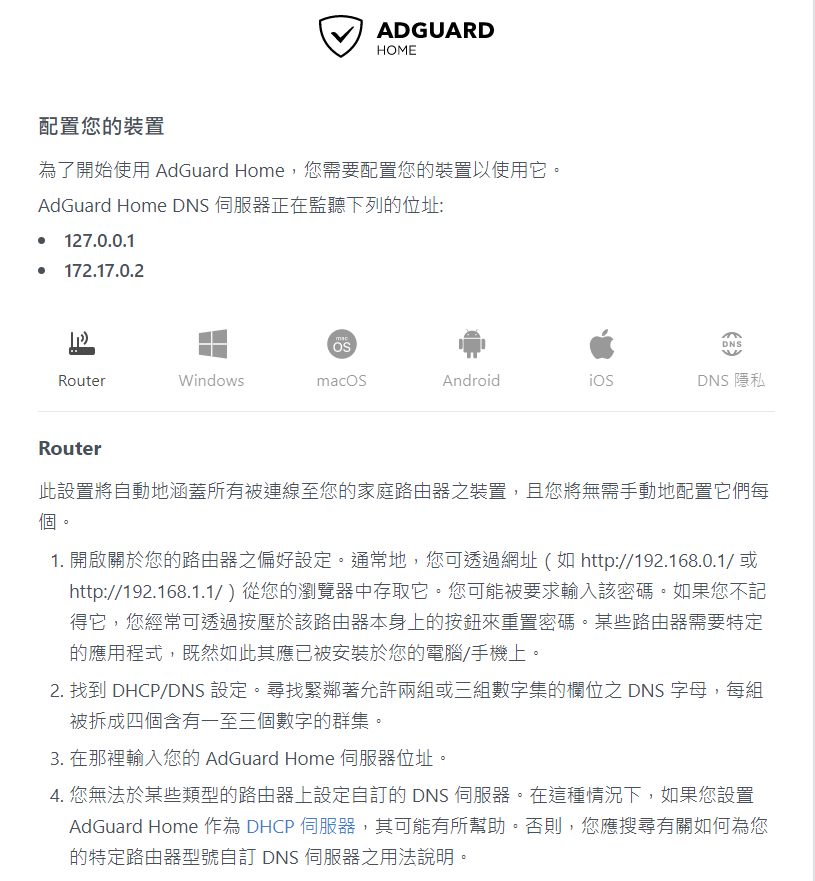 ADGUARD
HOME
配置您的裝置
為了開始使用 AdGuard Home，您需要配置您的裝置以使用它。
AdGuard Home DNS 伺服器正在監聽下列的位址:
• 127.0.0.1
• 172.17.0.2
Router
Windows
mac
OS
macOS
Android
iOS
DNS
DNS 隱私
Router
此設置將自動地涵蓋所有被連線至您的家庭路由器之裝置，且您將無需手動地配置它們每
個。
1. 開啟關於您的路由器之偏好設定。通常地，您可透過網址（如 http://192.168.0.1/ 或
http://192.168.1.1/）從您的瀏覽器中存取它。您可能被要求輸入該密碼。如果您不記
得它，您經常可透過按壓於該路由器本身上的按鈕來重置密碼。某些路由器需要特定
的應用程式，既然如此其應已被安裝於您的電腦/手機上。
2. 找到 DHCP/DNS 設定。尋找緊鄰著允許兩組或三組數字集的欄位之 DNS 字母，每組
被拆成四個含有一至三個數字的群集。
3. 在那裡輸入您的 AdGuard Home 伺服器位址。
4. 您無法於某些類型的路由器上設定自訂的 DNS 伺服器。在這種情況下，如果您設置
AdGuard Home 作為 DHCP 伺服器，其可能有所幫助。否則，您應搜尋有關如何為您
的特定路由器型號自訂 DNS 伺服器之用法說明。